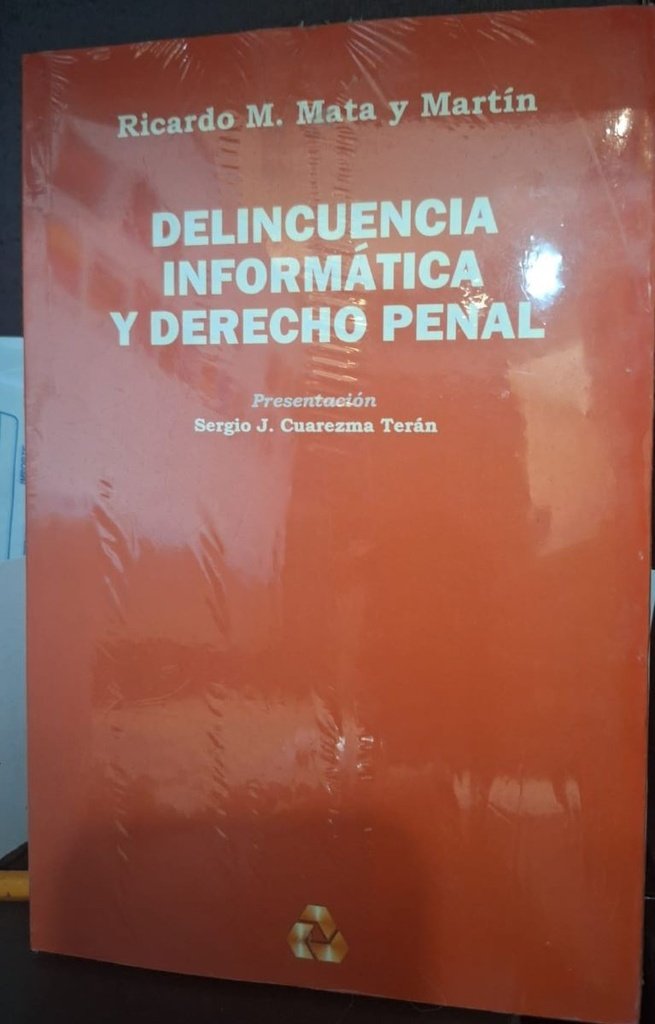 Ricardo M. Mata y Martín
DELINCUENCIA
INFORMÁTICA
Y DERECHO PENAL
Presentación
Sergio J. Cuarezma Terán